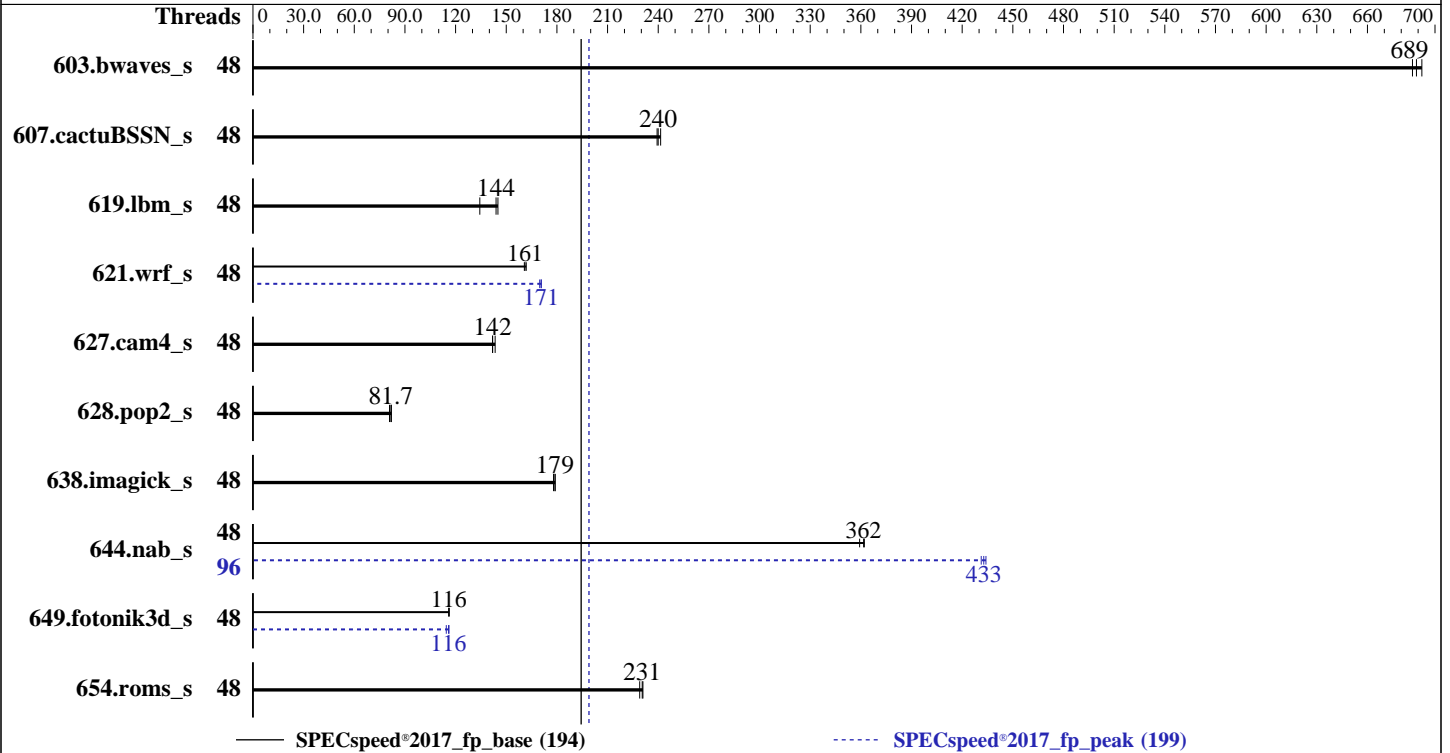 Threads 0 30.0 60.0 90.0 120 150 180 210 240 270 300 330 360 390 420 450 480 510 540 570 600 630 660 700
689
603.bwaves_s 48
240
607.cactuBSSN_s 48
144
619.lbm_s 48
161
621.wrf_s 48
171
142
627.cam4_s 48
81.7
628.pop2_s 48
179
638.imagick_s 48
48 362
644.nab_s
96 433
116
649.fotonik3d_s 48
116
231
654.roms_s 48
SPECspeed®2017_fp_base (194) SPECspeed®2017_fp_peak (199)